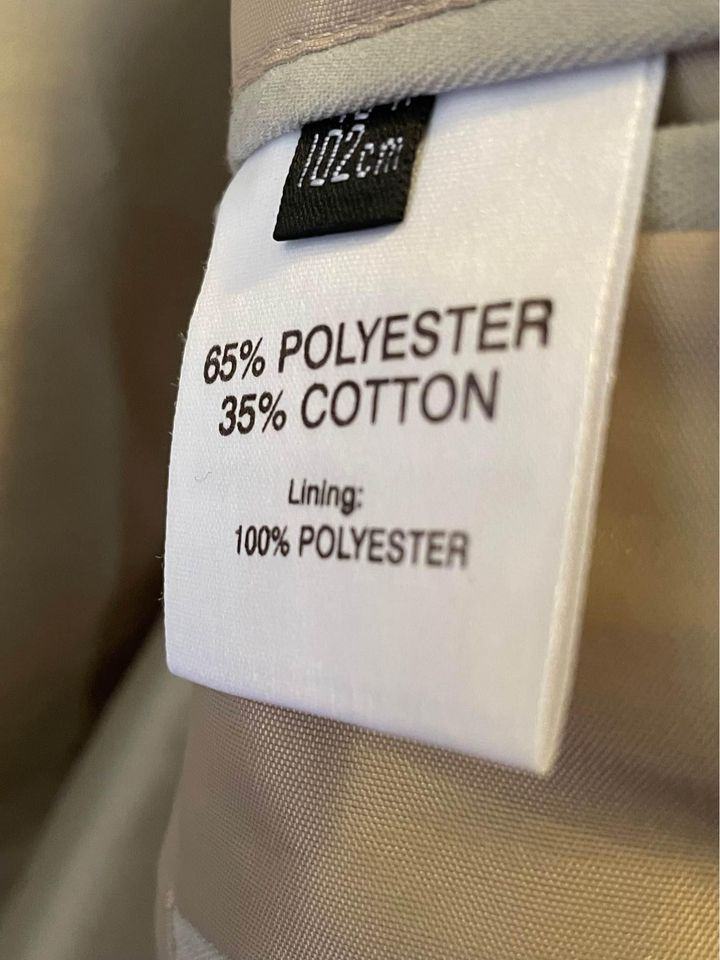 102cm
65% POLYESTER
35% COTTON
Lining:
100% POLYESTER